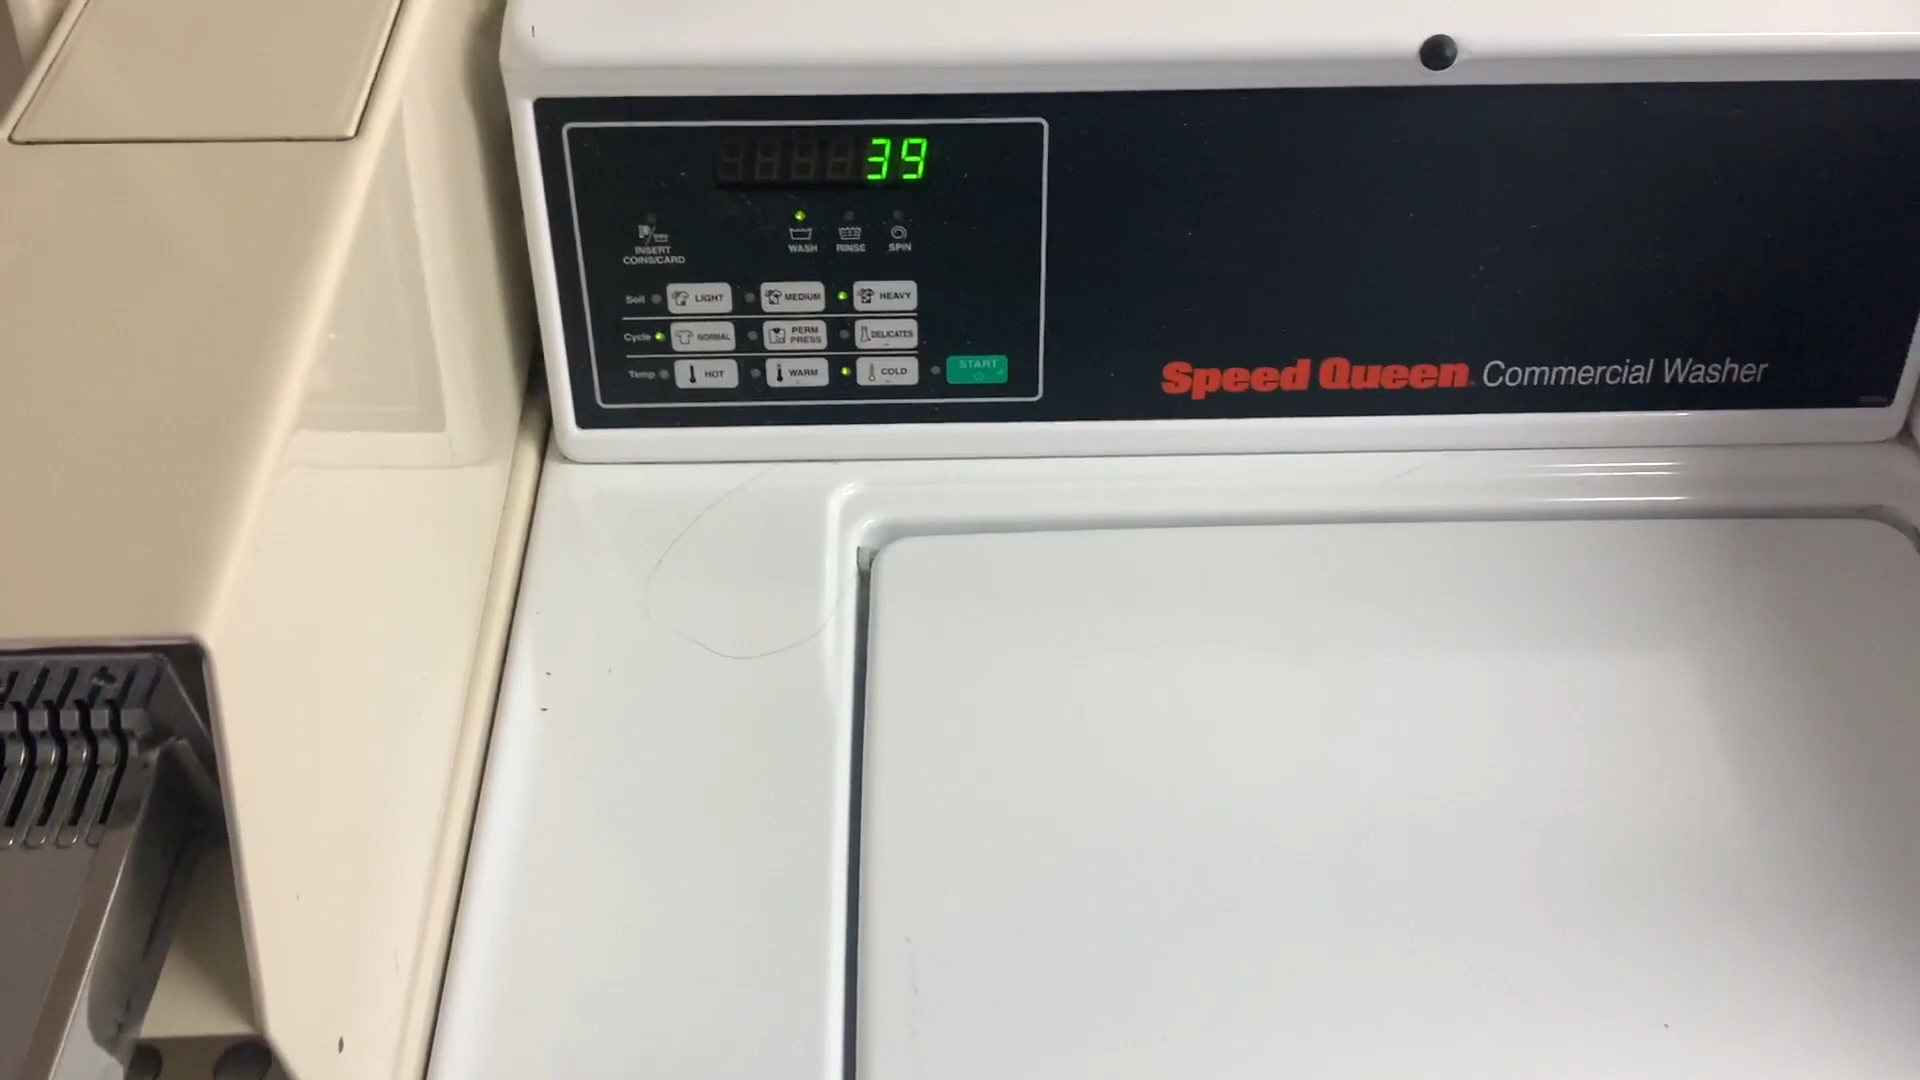 39
INSERT
COINS/CARD
WASH RINSE SPIN
Soil LIGHT MEDIUM HEAVY
Cycle NORMAL PERM PRESS DELICATES
Temp HOT WARM COLD START
Speed Queen Commercial Washer